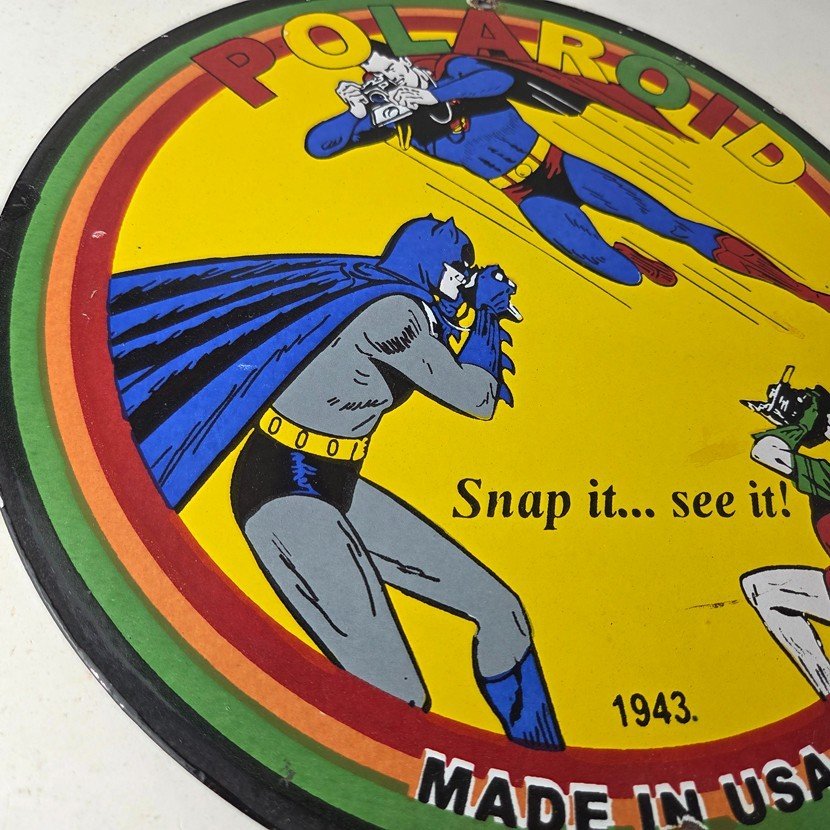 POLAROID
Snap it... see it!
1943.
MADE IN USA